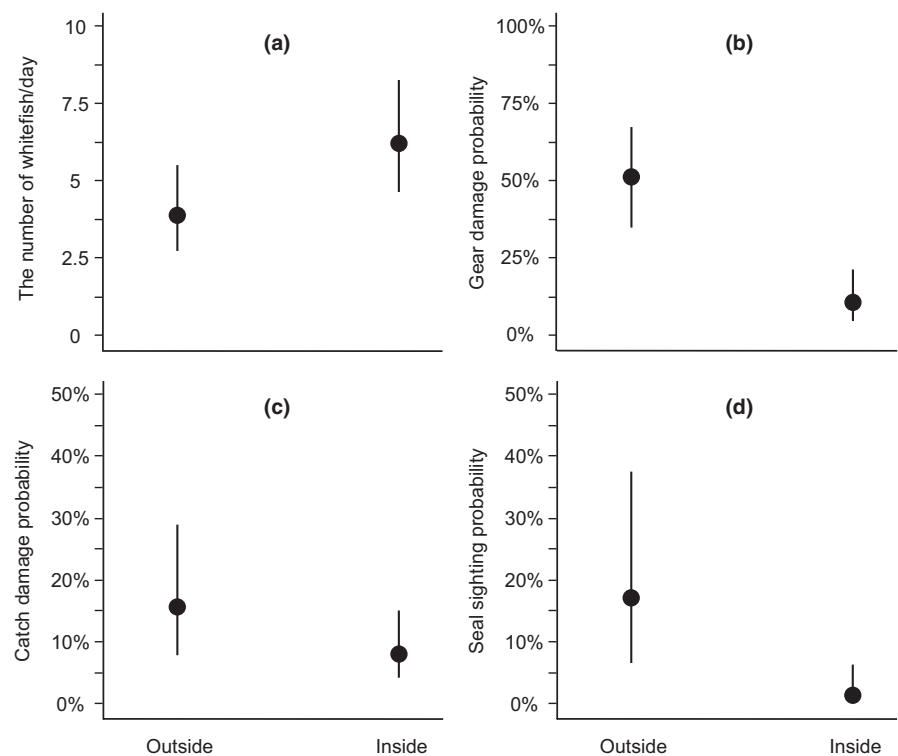 (a)
The number of whitefish/day
10
7.5
5
2.5
0
(b)
Gear damage probability
100%
75%
50%
25%
0%
(c)
Catch damage probability
50%
40%
30%
20%
10%
0%
Outside
Inside
(d)
Seal sighting probability
50%
40%
30%
20%
10%
0%
Outside
Inside